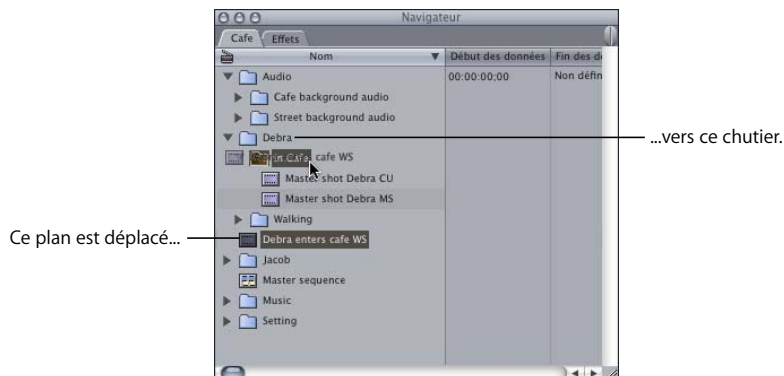 Navigateur
Cafe Effets
Nom Début des données Fin des d
Audio 00:00:00;00 Non défin
Cafe background audio
Street background audio
Debra
...vers ce chutier.
cafe WS
Master shot Debra CU
Master shot Debra MS
Walking
Ce plan est déplacé...
Debra enters cafe WS
Jacob
Master sequence
Music
Setting